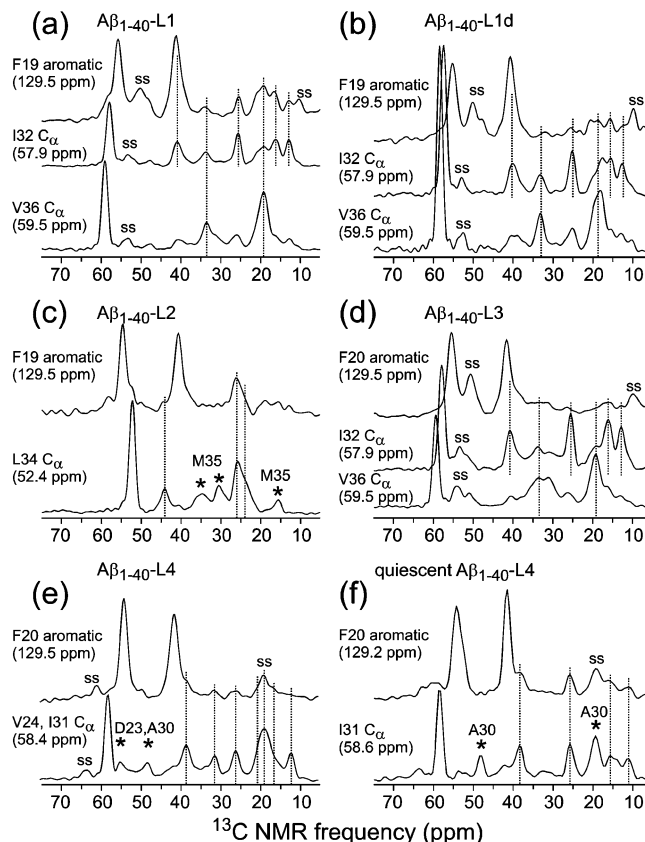 (a) Aβ1-40-L1
F19 aromatic
(129.5 ppm)
ss
ss
I32 Cα
(57.9 ppm)
ss
V36 Cα
(59.5 ppm)
ss
70 60 50 40 30 20 10
(b) Aβ1-40-L1d
F19 aromatic
(129.5 ppm)
ss
ss
I32 Cα
(57.9 ppm)
ss
V36 Cα
(59.5 ppm)
ss
70 60 50 40 30 20 10
(c) Aβ1-40-L2
F19 aromatic
(129.5 ppm)
L34 Cα
(52.4 ppm)
M35
* *
M35
*
70 60 50 40 30 20 10
(d) Aβ1-40-L3
F20 aromatic
(129.5 ppm)
ss
ss
I32 Cα
(57.9 ppm)
ss
V36 Cα
(59.5 ppm)
ss
70 60 50 40 30 20 10
(e) Aβ1-40-L4
F20 aromatic
(129.5 ppm)
ss
ss
V24, I31 Cα
(58.4 ppm)
D23,A30
* *
ss
70 60 50 40 30 20 10
(f) quiescent Aβ1-40-L4
F20 aromatic
(129.2 ppm)
ss
I31 Cα
(58.6 ppm)
A30
*
A30
*
70 60 50 40 30 20 10
13C NMR frequency (ppm)